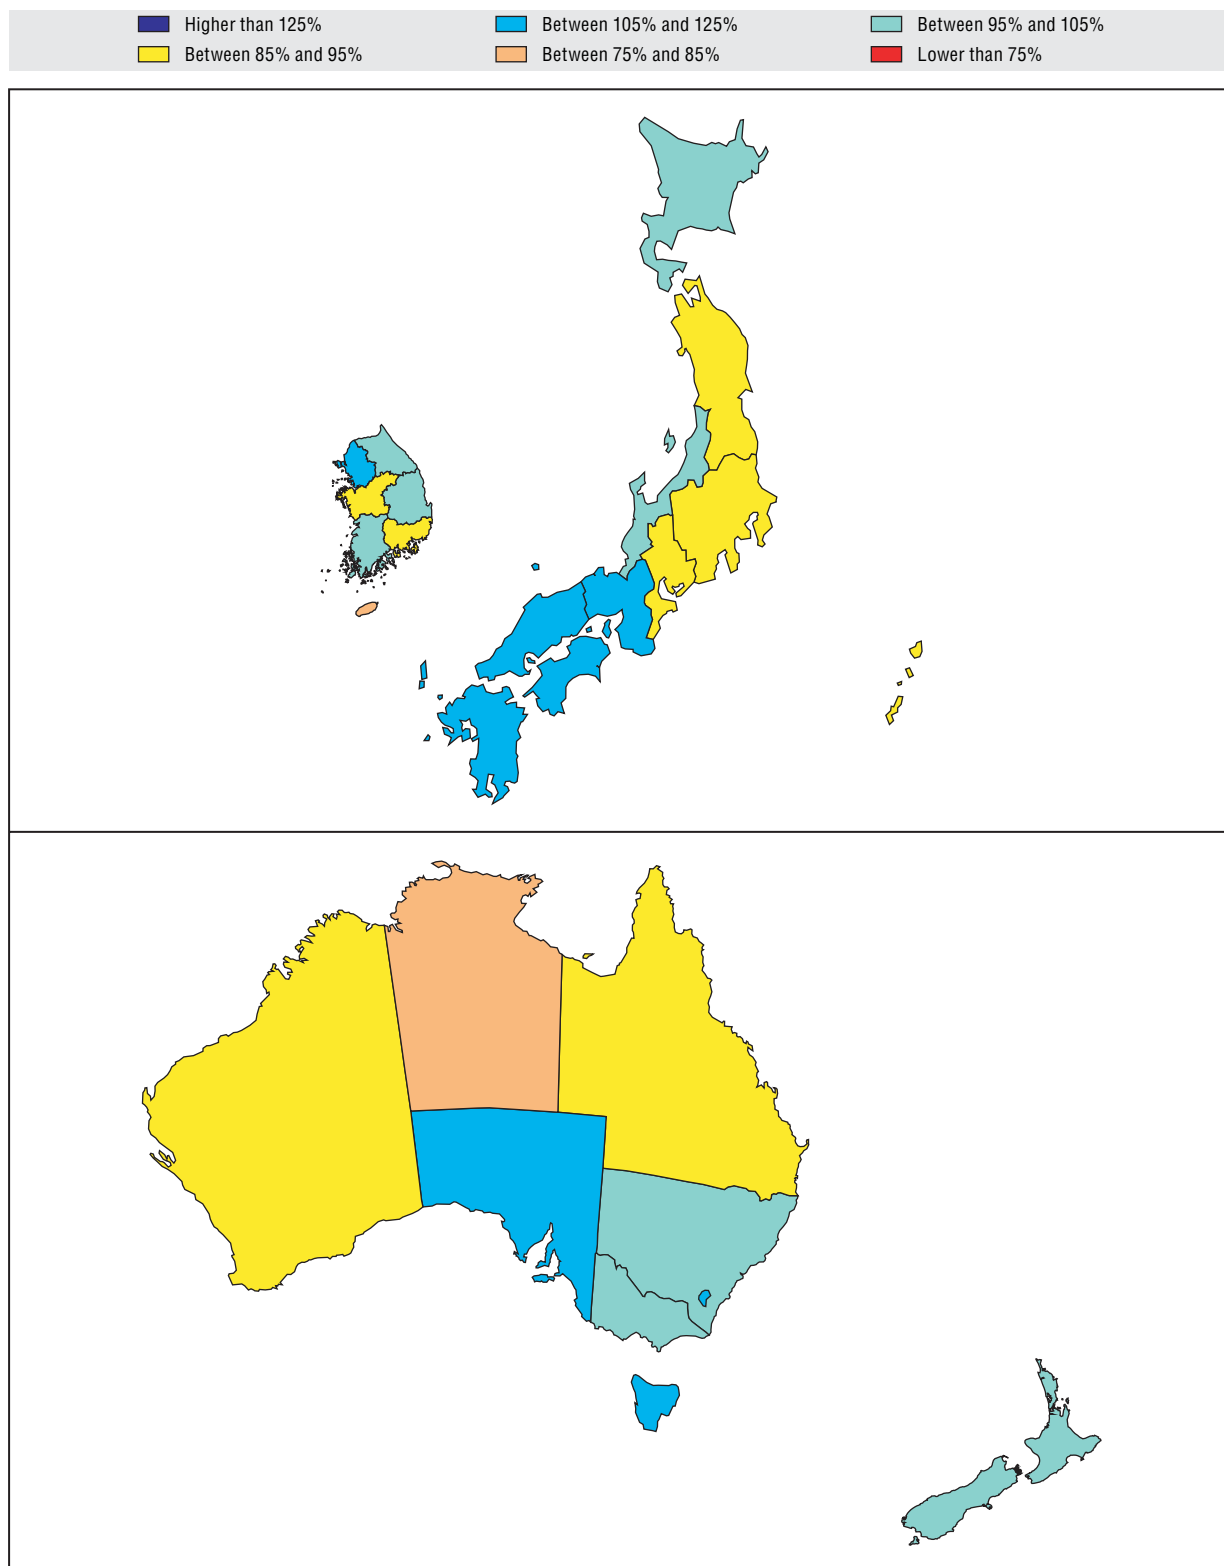 Higher than 125% Between 105% and 125% Between 95% and 105%
Between 85% and 95% Between 75% and 85% Lower than 75%